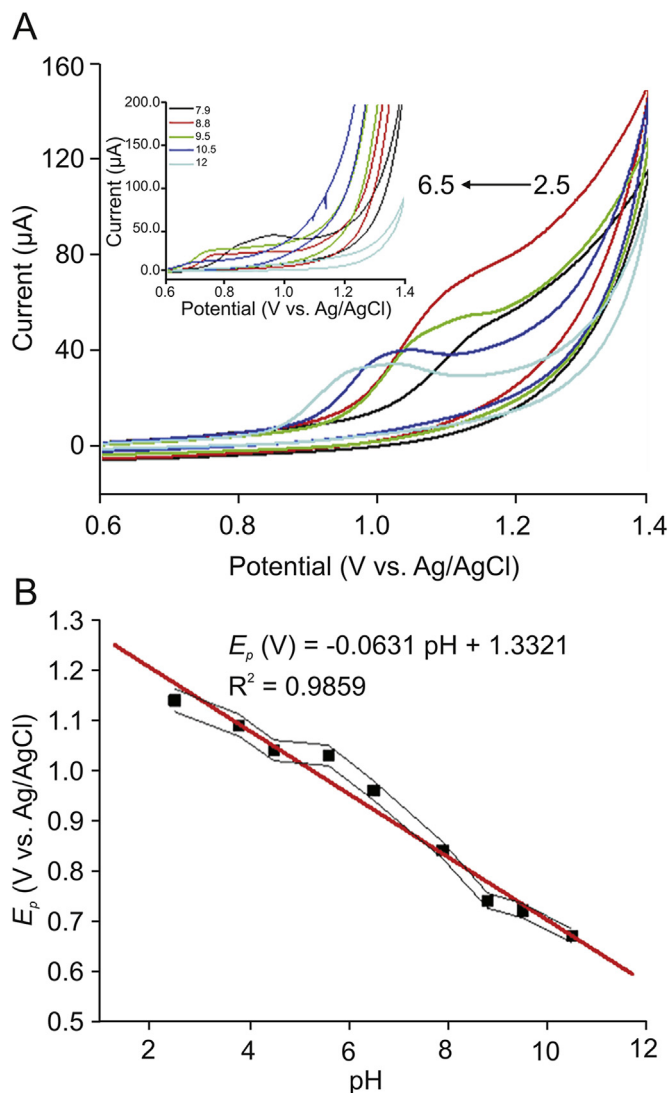 A
160
120
80
40
0
Current (µA)
0.6 0.8 1.0 1.2 1.4
Potential (V vs. Ag/AgCl)
200.0
150.0
100.0
50.0
0.0
Current (µA)
7.9
8.8
9.5
10.5
12
0.6 0.8 1.0 1.2 1.4
Potential (V vs. Ag/AgCl)
6.5 2.5
B
1.3
1.2
1.1
1.0
0.9
0.8
0.7
0.6
0.5
Ep (V vs. Ag/AgCl)
Ep (V) = -0.0631 pH + 1.3321
R² = 0.9859
2 4 6 8 10 12
pH